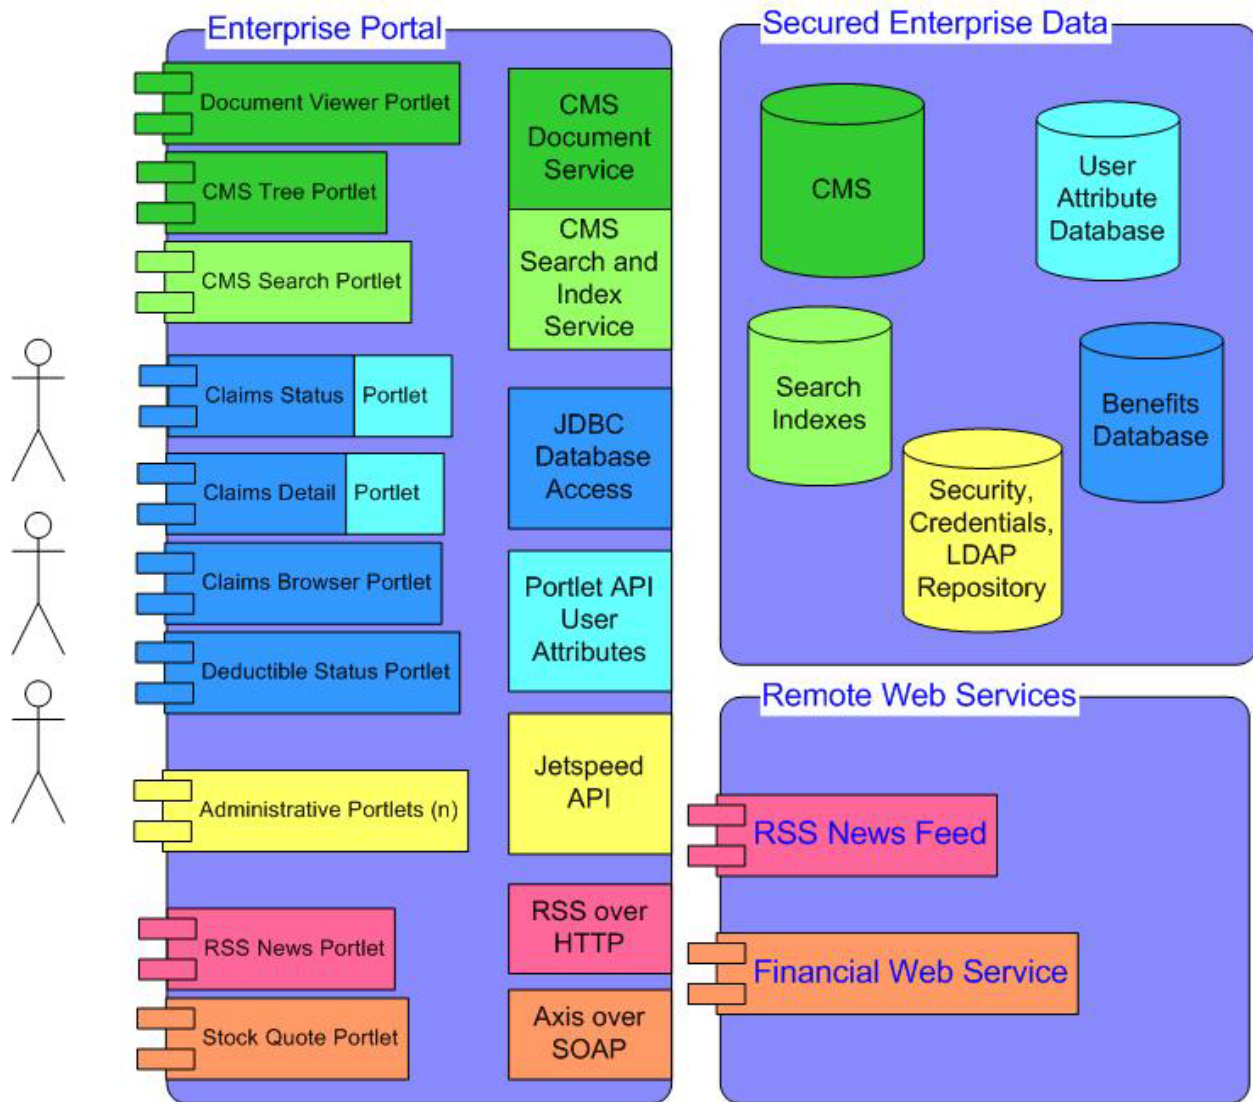 Enterprise Portal
Document Viewer Portlet
CMS Tree Portlet
CMS Search Portlet
Claims Status Portlet
Claims Detail Portlet
Claims Browser Portlet
Deductible Status Portlet
Administrative Portlets (n)
RSS News Portlet
Stock Quote Portlet
CMS
Document
Service
CMS
Search and
Index
Service
JDBC
Database
Access
Portlet API
User
Attributes
Jetspeed
API
RSS over
HTTP
Axis over
SOAP
Secured Enterprise Data
CMS
User
Attribute
Database
Search
Indexes
Benefits
Database
Security,
Credentials,
LDAP
Repository
Remote Web Services
RSS News Feed
Financial Web Service